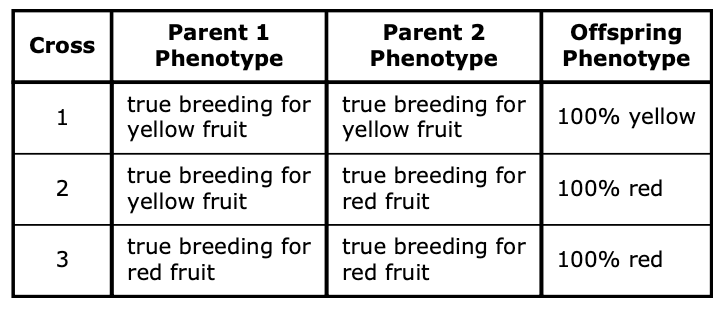 Cross
Parent 1
Phenotype
Parent 2
Phenotype
Offspring
Phenotype
1
true breeding for
yellow fruit
true breeding for
yellow fruit
100% yellow
2
true breeding for
yellow fruit
true breeding for
red fruit
100% red
3
true breeding for
red fruit
true breeding for
red fruit
100% red